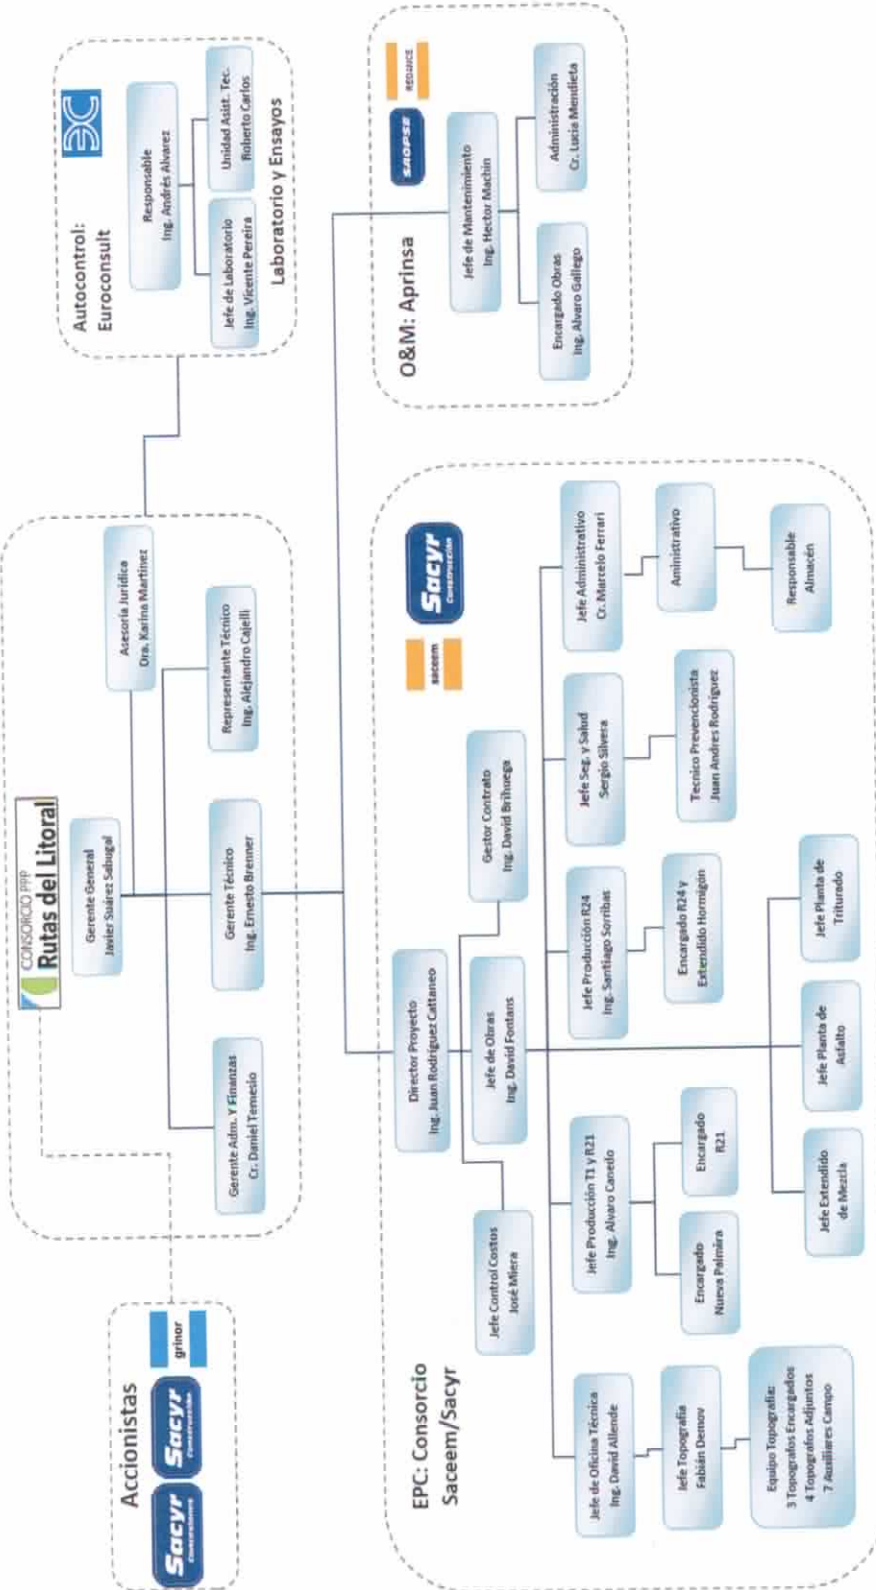 Accionistas
Sacyr
Concesiones
Sacyr
Construcción
grinor
CONSORCIO PPP
Rutas del Litoral
Gerente General
Javier Suárez Sabugal
Asesoría Jurídica
Dra. Karina Martínez
Gerente Adm. Y Finanzas
Cr. Daniel Temesio
Gerente Técnico
Ing. Ernesto Brenner
Representante Técnico
Ing. Alejandro Cajelli
Autocontrol:
Euroconsult
Responsable
Ing. Andrés Alvarez
Jefe de Laboratorio
Ing. Vicente Pereira
Unidad Asist. Tec.
Roberto Carlos
Laboratorio y Ensayos
EPC: Consorcio
Saceem/Sacyr
saceem
Sacyr
Construcción
Director Proyecto
Ing. Juan Rodríguez Cattaneo
Jefe Control Costos
José Miera
Jefe de Obras
Ing. David Fontans
Gestor Contrato
Ing. David Brihuega
Jefe de Oficina Técnica
Ing. David Allende
Jefe Producción T1 y R21
Ing. Alvaro Canedo
Jefe Producción R24
Ing. Santiago Sorribas
Jefe Seg. y Salud
Sergio Silvera
Jefe Administrativo
Cr. Marcelo Ferrari
Jefe Topografía
Fabián Demov
Encargado
Nueva Palmira
Encargado
R21
Encargado R24 y
Extendido Hormigón
Tecnico Prevencionista
Juan Andres Rodríguez
Aministrativo
Equipo Topografía:
3 Topografos Encargados
4 Topografos Adjuntos
7 Auxiliares Campo
Jefe Extendido
de Mezcla
Jefe Planta de
Asfalto
Jefe Planta de
Triturado
Responsable
Almacén
O&M: Aprinsa
Jefe de Mantenimiento
Ing. Hector Machin
Encargado Obras
Ing. Alvaro Gallego
Administración
Cr. Lucia Mendieta